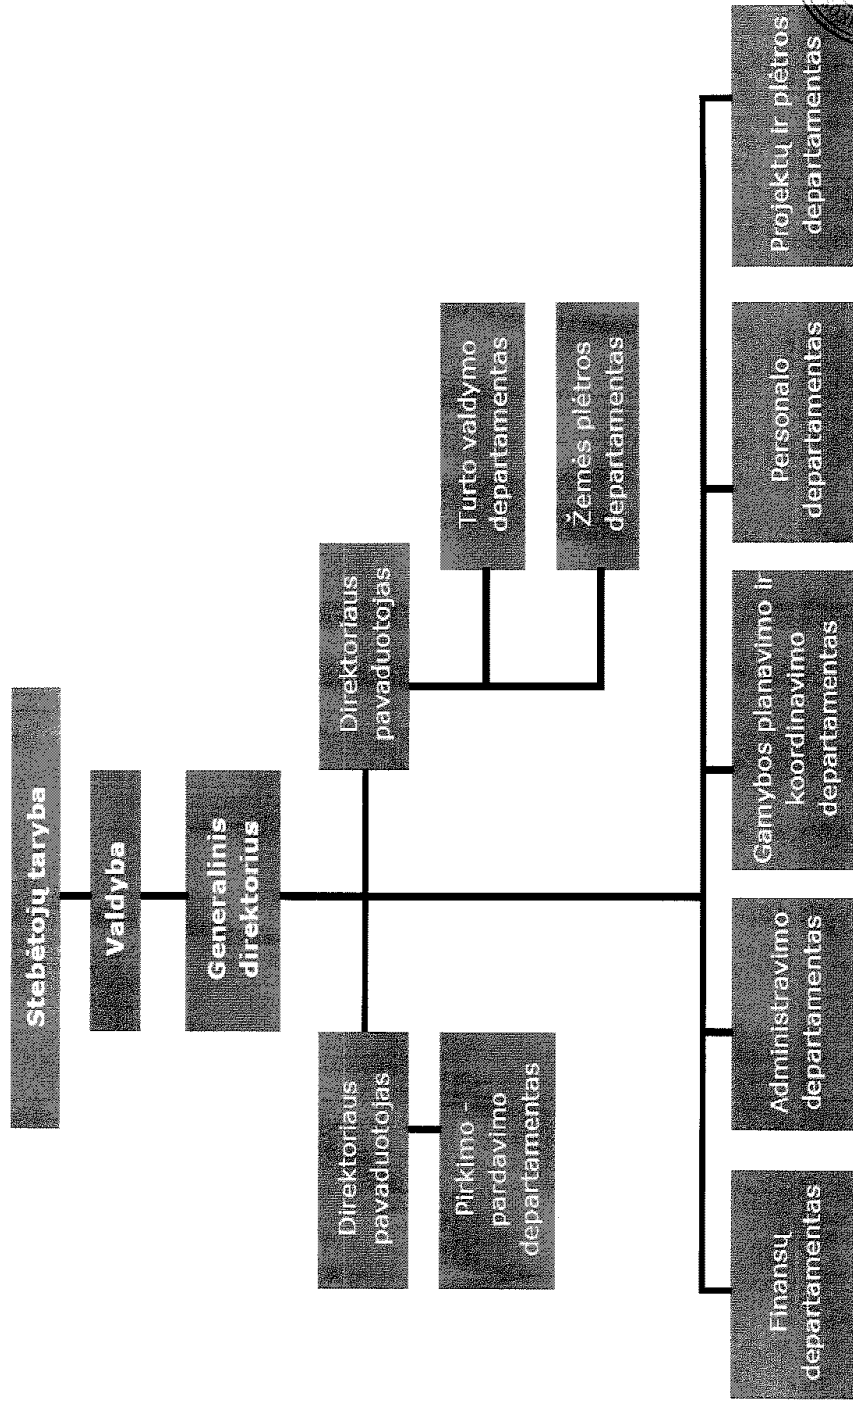 Stebėtojų taryba
Valdyba
Generalinis
direktorius
Direktoriaus
pavaduotojas
Direktoriaus
pavaduotojas
Pirkimo –
pardavimo
departamentas
Turto valdymo
departamentas
Žemės plėtros
departamentas
Finansų
departamentas
Administravimo
departamentas
Gamybos planavimo ir
koordinavimo
departamentas
Personalo
departamentas
Projektų ir plėtros
departamentas